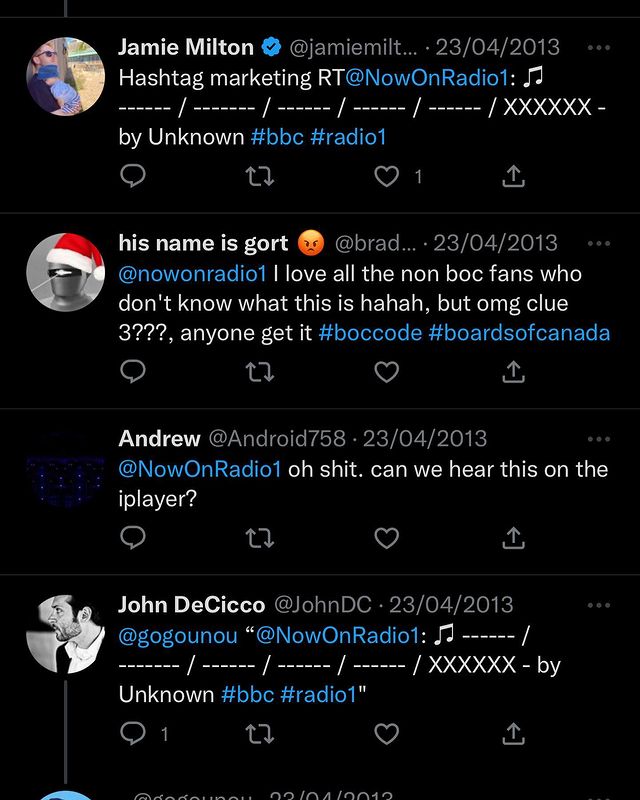 Jamie Milton @jamiemilt... · 23/04/2013
Hashtag marketing RT@NowOnRadio1: 🎵
------ / ------- / ------ / ------ / ------ / XXXXXX -
by Unknown #bbc #radio1
1
his name is gort 😡 @brad... · 23/04/2013
@nowonradio1 I love all the non boc fans who
don't know what this is hahah, but omg clue
3???, anyone get it #boccode #boardsofcanada
Andrew @Android758 · 23/04/2013
@NowOnRadio1 oh shit. can we hear this on the
iplayer?
John DeCicco @JohnDC · 23/04/2013
@gogounou “@NowOnRadio1: 🎵 ------ /
------- / ------ / ------ / ------ / XXXXXX - by
Unknown #bbc #radio1"
1
@gogounou 23/04/2013